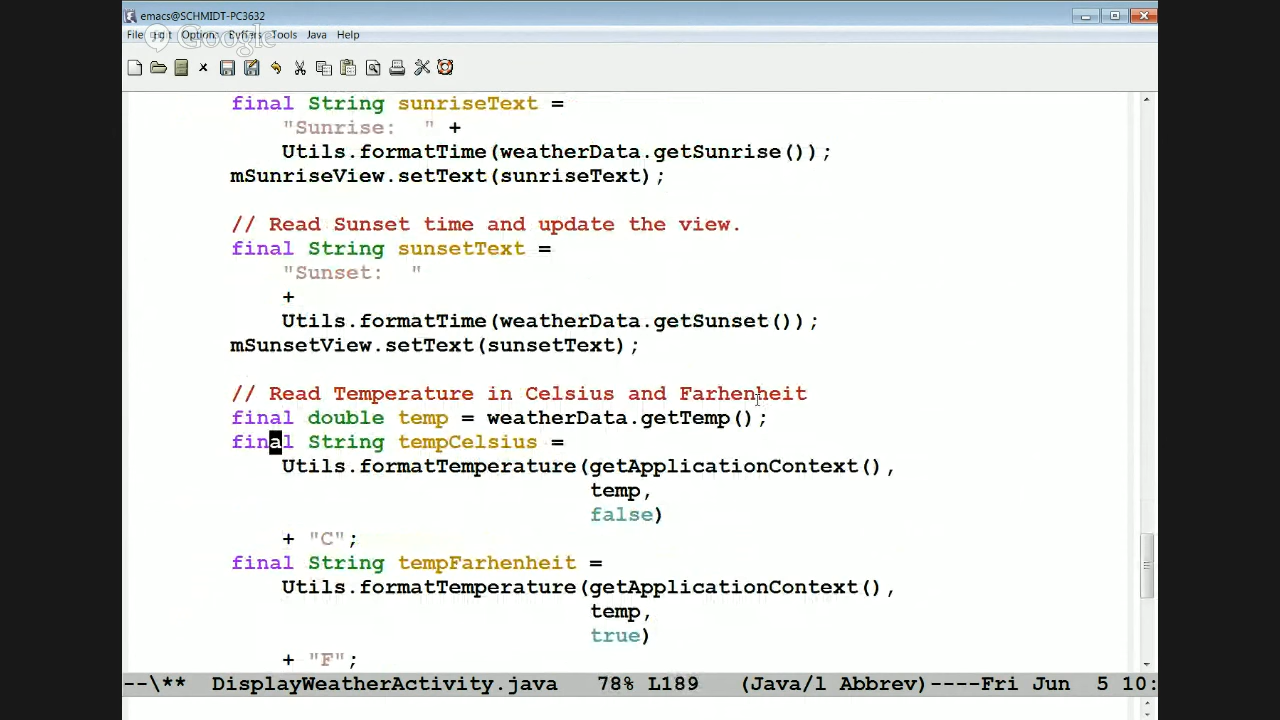 emacs@SCHMIDT-PC3632
File Edit Options Buffers Tools Java Help
Google
final String sunriseText =
"Sunrise:  " +
Utils.formatTime(weatherData.getSunrise());
mSunriseView.setText(sunriseText);
// Read Sunset time and update the view.
final String sunsetText =
"Sunset:  "
+
Utils.formatTime(weatherData.getSunset());
mSunsetView.setText(sunsetText);
// Read Temperature in Celsius and Farhenheit
final double temp = weatherData.getTemp();
final String tempCelsius =
Utils.formatTemperature(getApplicationContext(),
temp,
false)
+ "C";
final String tempFarhenheit =
Utils.formatTemperature(getApplicationContext(),
temp,
true)
+ "F";
--\**  DisplayWeatherActivity.java   78% L189   (Java/l Abbrev)----Fri Jun  5 10: